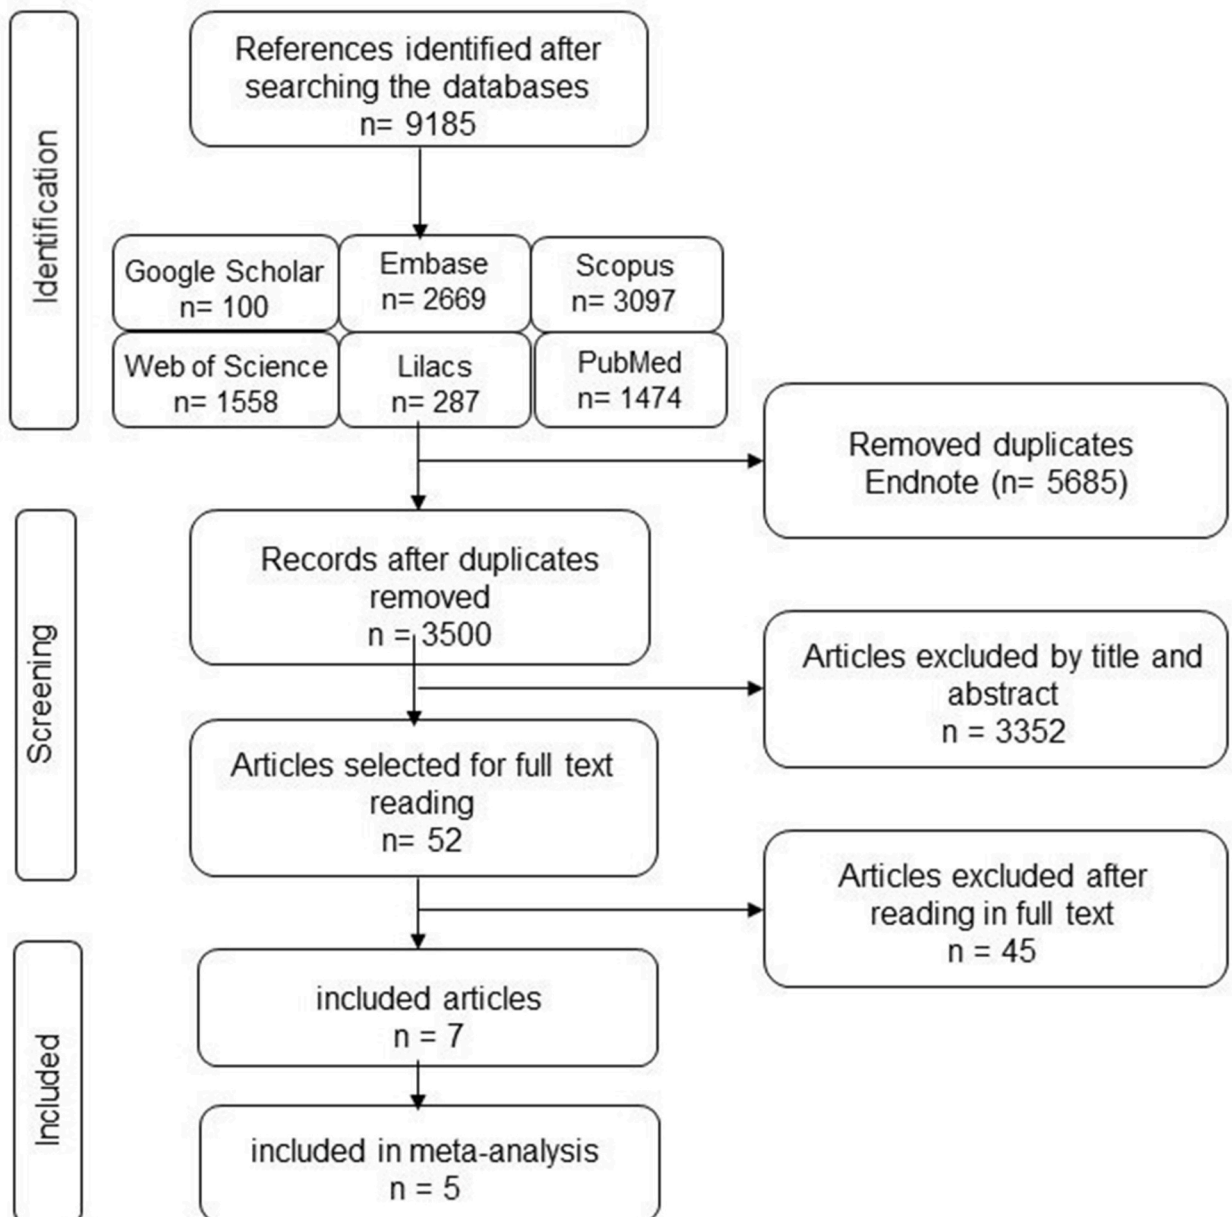 Identification
References identified after
searching the databases
n= 9185
Google Scholar
n= 100
Embase
n= 2669
Scopus
n= 3097
Web of Science
n= 1558
Lilacs
n= 287
PubMed
n= 1474
Removed duplicates
Endnote (n= 5685)
Screening
Records after duplicates
removed
n = 3500
Articles excluded by title and
abstract
n = 3352
Articles selected for full text
reading
n= 52
Articles excluded after
reading in full text
n = 45
Included
included articles
n = 7
included in meta-analysis
n = 5